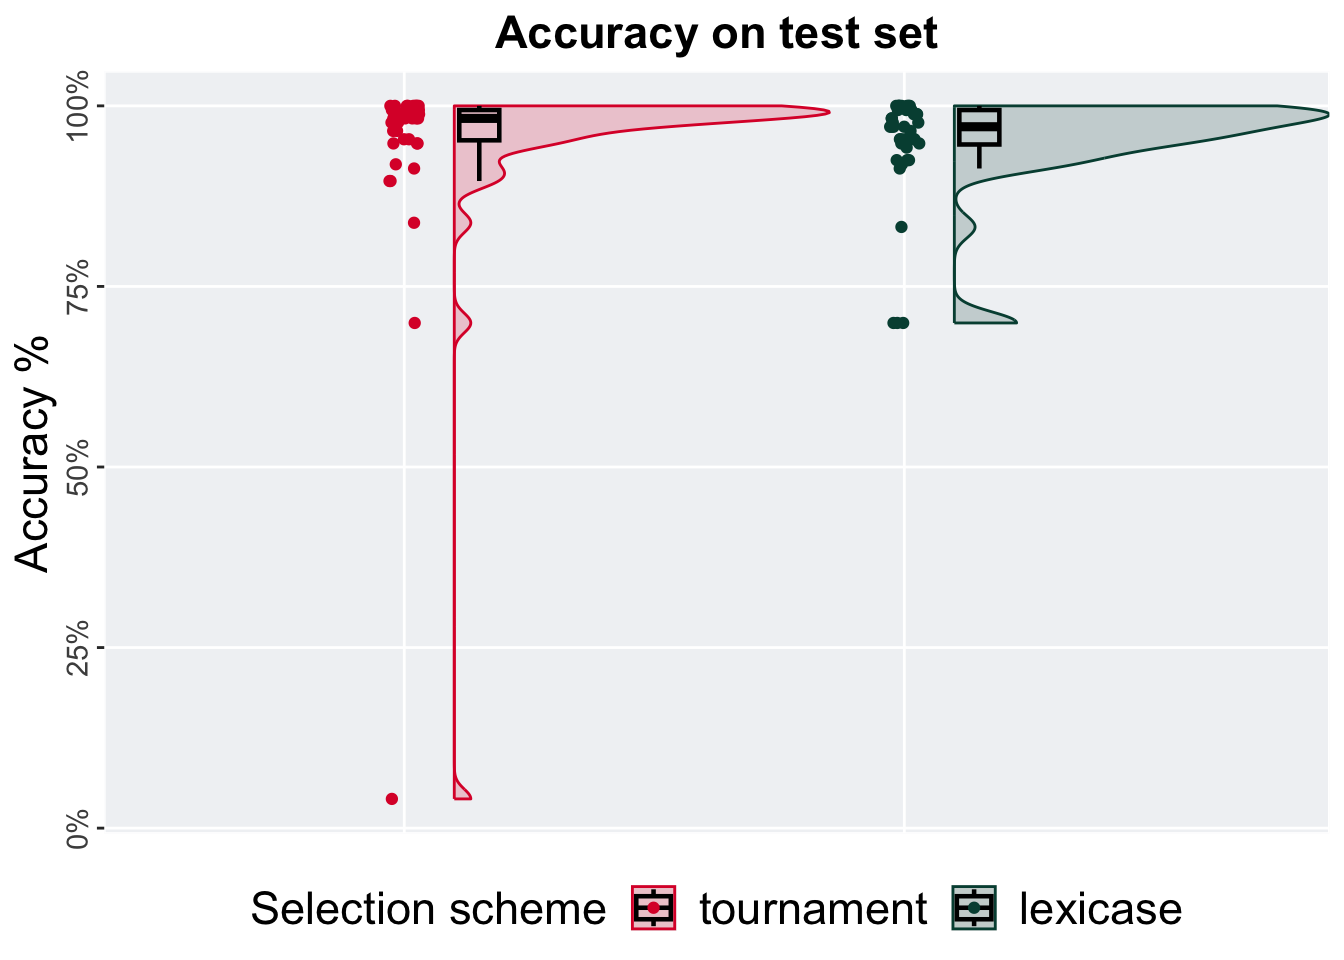 Accuracy on test set
Accuracy %
100%
75%
50%
25%
0%
Selection scheme tournament lexicase